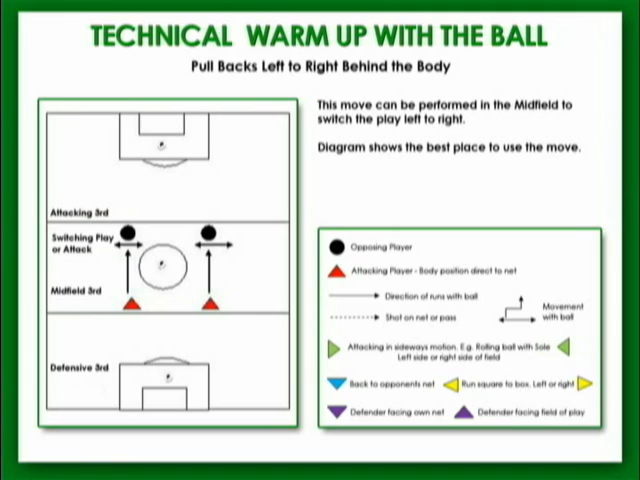 TECHNICAL WARM UP WITH THE BALL
Pull Backs Left to Right Behind the Body
This move can be performed in the Midfield to
switch the play left to right.
Diagram shows the best place to use the move.
Attacking 3rd
Switching Play
or Attack
Midfield 3rd
Defensive 3rd
Opposing Player
Attacking Player - Body position direct to net
Direction of runs with ball
Shot on net or pass
Movement
with ball
Attacking in sideways motion. E.g. Rolling ball with Sole
Left side or right side of field
Back to opponents net
Run square to box. Left or right
Defender facing own net
Defender facing field of play